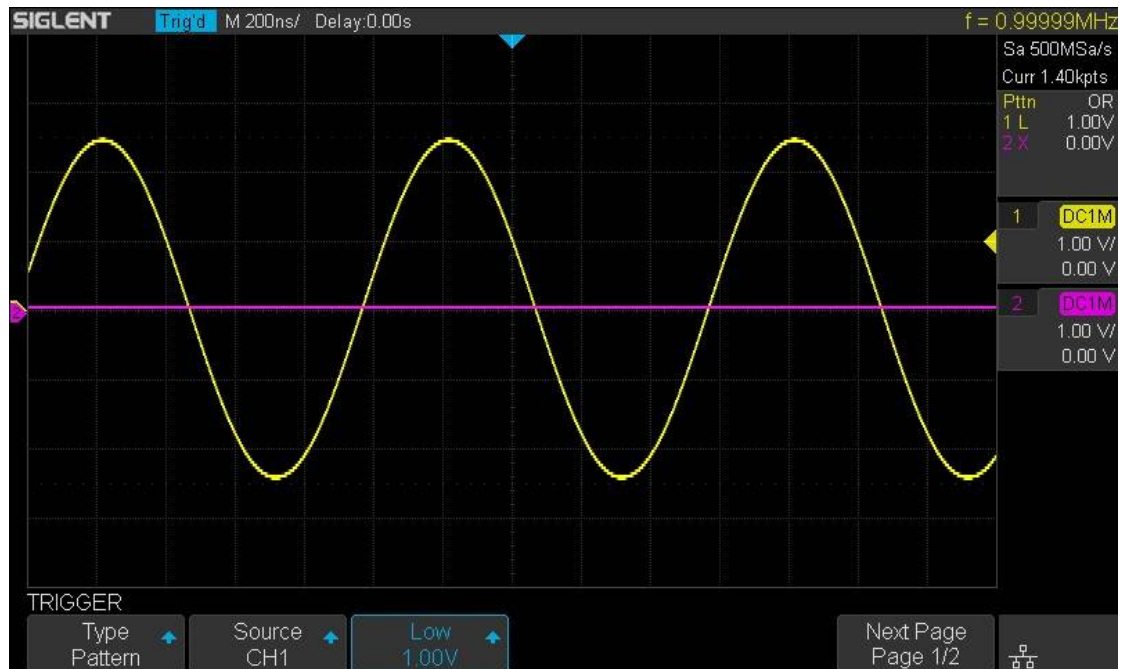 SIGLENT Trig'd M 200ns/ Delay:0.00s f = 0.99999MHz
Sa 500MSa/s
Curr 1.40kpts
Pttn OR
1 L 1.00V
2 X 0.00V
1 DC1M
1.00 V/
0.00 V
2 DC1M
1.00 V/
0.00 V
2
TRIGGER
Type
Pattern
Source
CH1
Low
1.00V
Next Page
Page 1/2